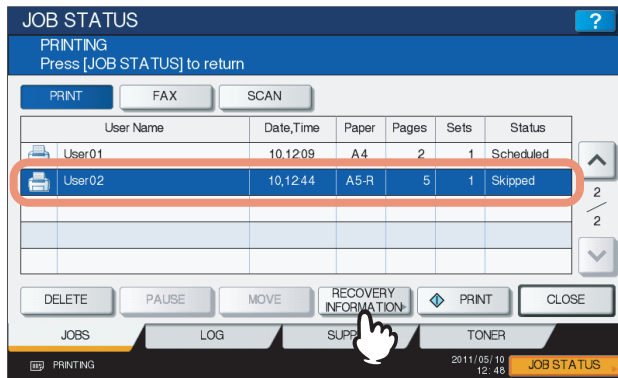 JOB STATUS
?
PRINTING
Press [JOB STATUS] to return
PRINT FAX SCAN
User Name Date,Time Paper Pages Sets Status
User01 10,12:09 A4 2 1 Scheduled
User02 10,12:44 A5-R 5 1 Skipped
2
2
DELETE PAUSE MOVE RECOVERY INFORMATION PRINT CLOSE
JOBS LOG SUPP TONER
PRINTING
2011/05/10
12:48
JOB STATUS